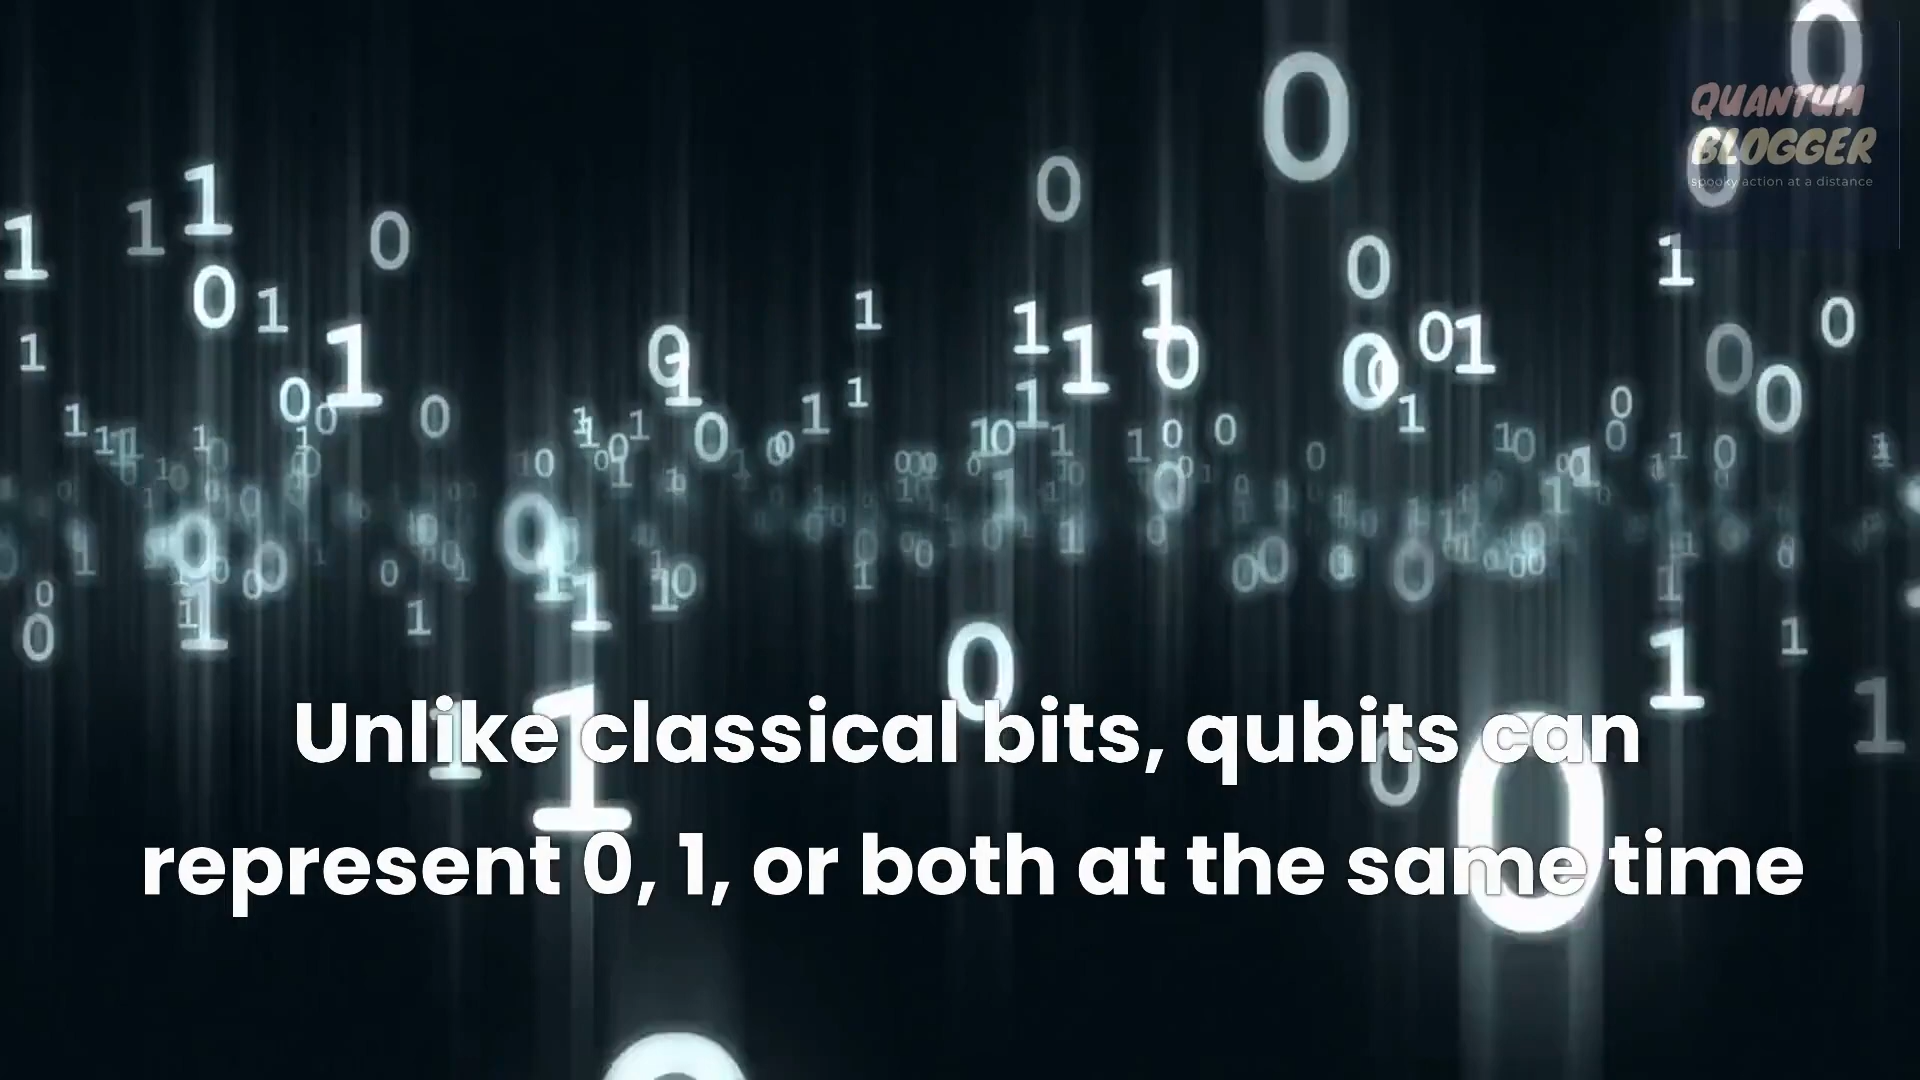 QUANTUM
BLOGGER
spooky action at a distance
Unlike classical bits, qubits can
represent 0, 1, or both at the same time